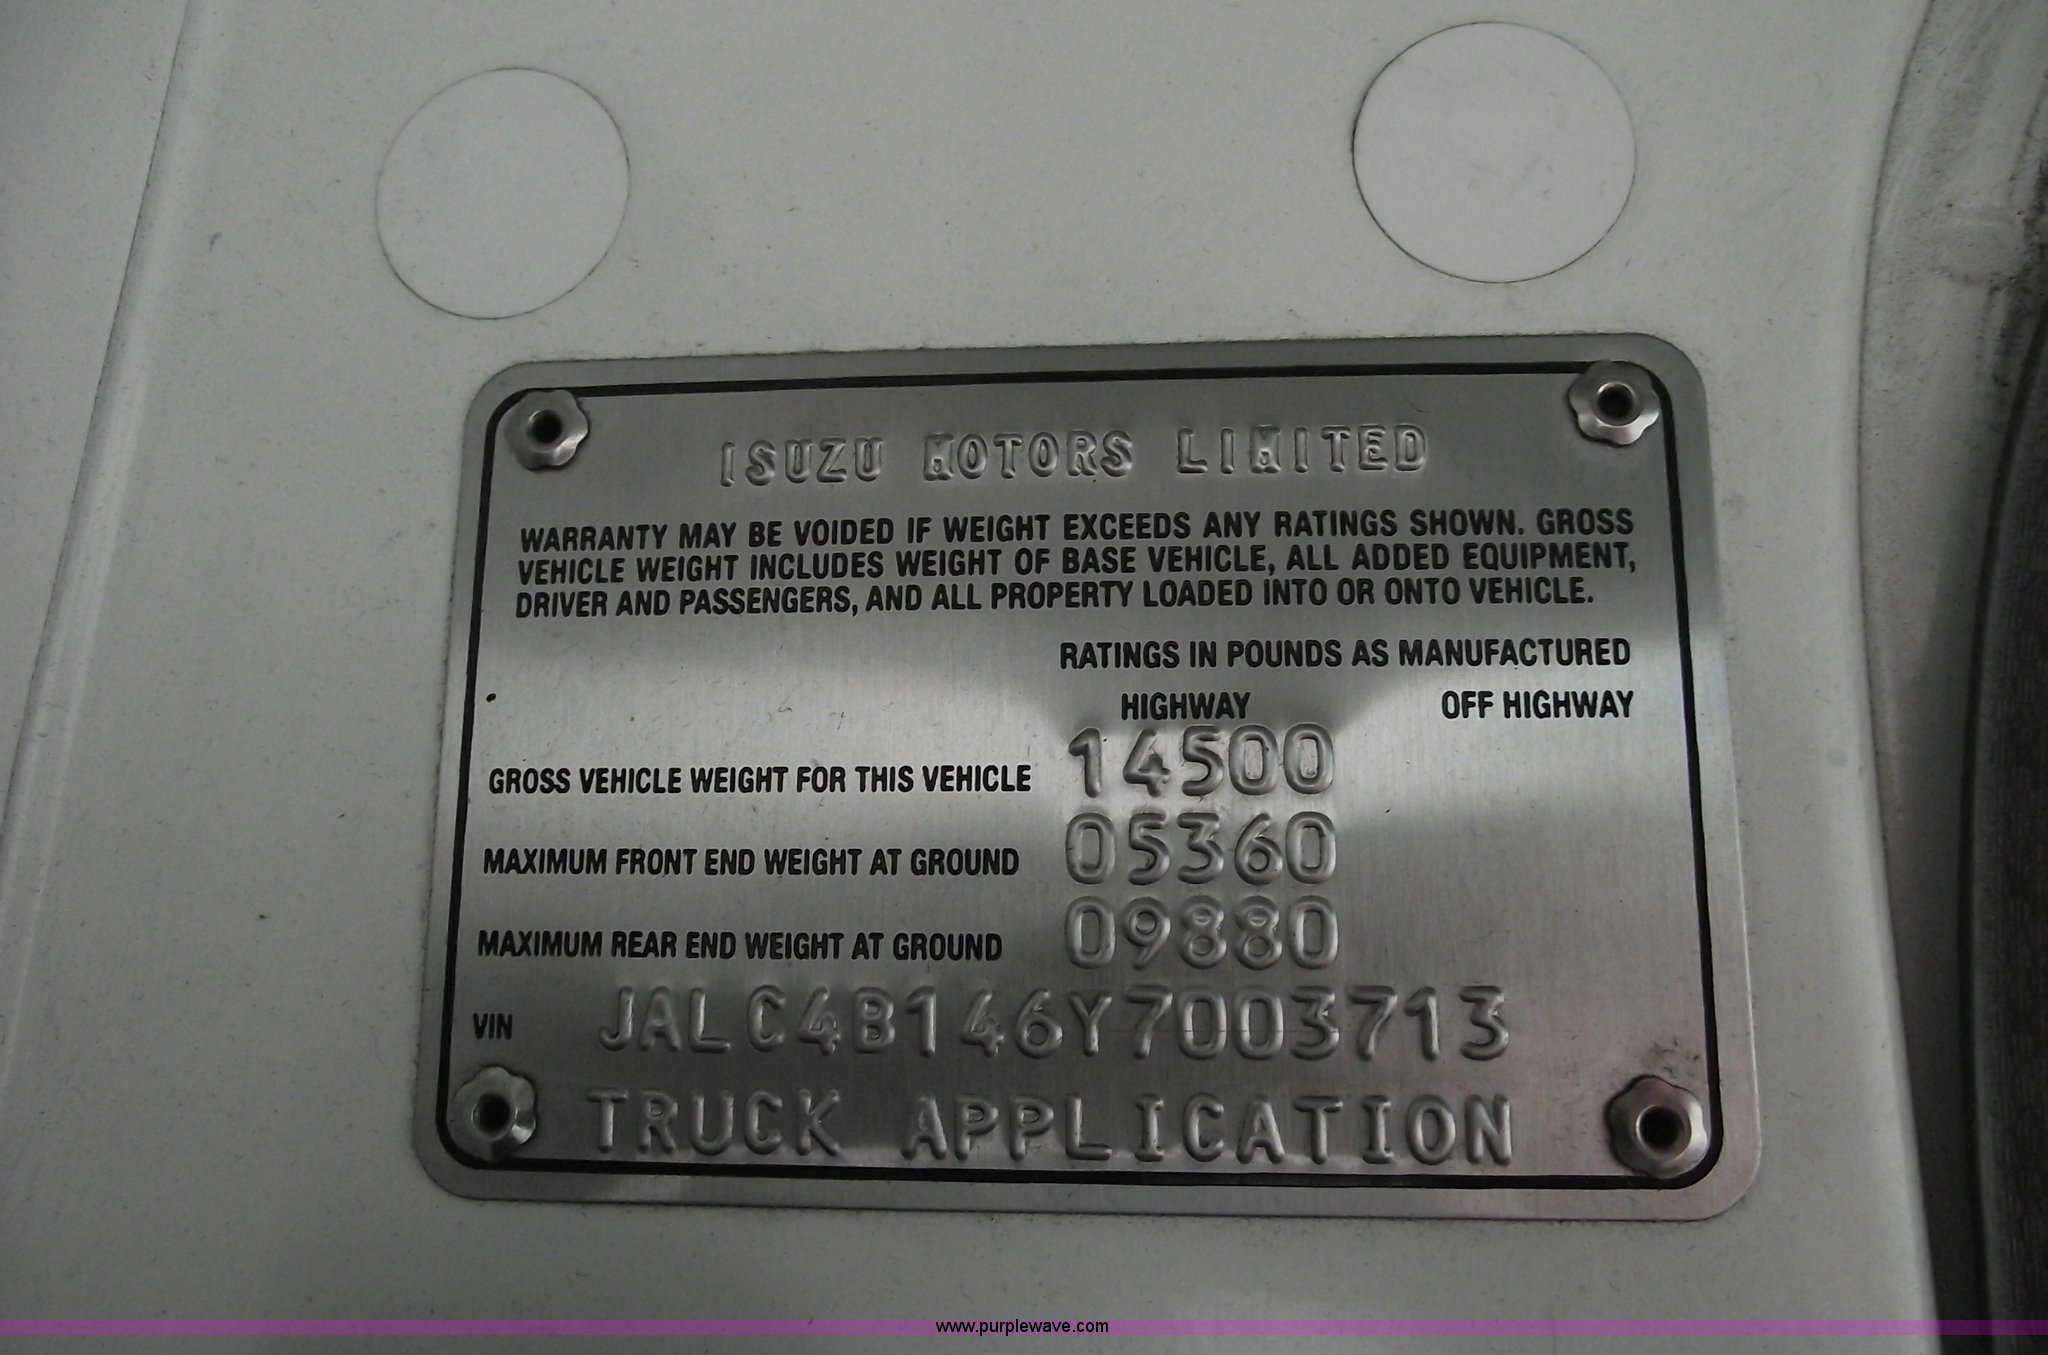 ISUZU MOTORS LIMITED
WARRANTY MAY BE VOIDED IF WEIGHT EXCEEDS ANY RATINGS SHOWN. GROSS
VEHICLE WEIGHT INCLUDES WEIGHT OF BASE VEHICLE, ALL ADDED EQUIPMENT,
DRIVER AND PASSENGERS, AND ALL PROPERTY LOADED INTO OR ONTO VEHICLE.
RATINGS IN POUNDS AS MANUFACTURED
HIGHWAY OFF HIGHWAY
GROSS VEHICLE WEIGHT FOR THIS VEHICLE 14500
MAXIMUM FRONT END WEIGHT AT GROUND 05360
MAXIMUM REAR END WEIGHT AT GROUND 09880
VIN JALC4B146Y7003713
TRUCK APPLICATION
www.purplewave.com